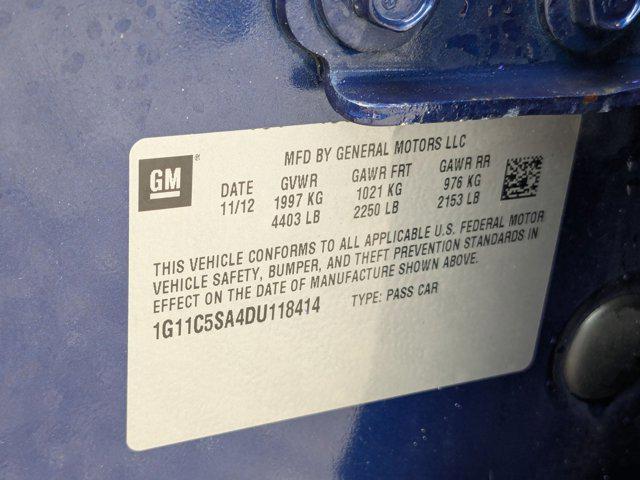 GM ®
MFD BY GENERAL MOTORS LLC
DATE GVWR GAWR FRT GAWR RR
11/12 1997 KG 1021 KG 976 KG
4403 LB 2250 LB 2153 LB
THIS VEHICLE CONFORMS TO ALL APPLICABLE U.S. FEDERAL MOTOR
VEHICLE SAFETY, BUMPER, AND THEFT PREVENTION STANDARDS IN
EFFECT ON THE DATE OF MANUFACTURE SHOWN ABOVE.
1G11C5SA4DU118414 TYPE: PASS CAR